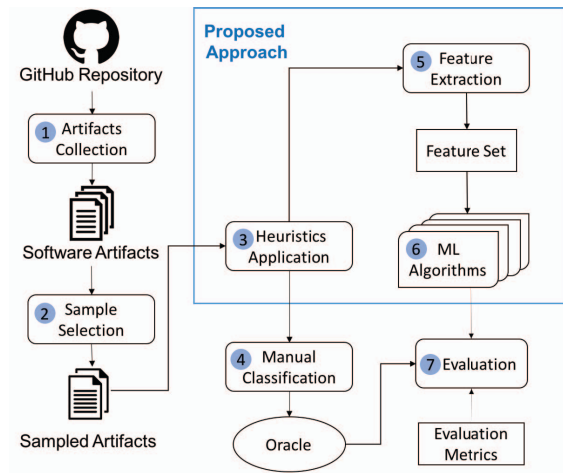 GitHub Repository
1 Artifacts
Collection
Software Artifacts
2 Sample
Selection
Sampled Artifacts
Proposed
Approach
3 Heuristics
Application
4 Manual
Classification
Oracle
5 Feature
Extraction
Feature Set
6 ML
Algorithms
7 Evaluation
Evaluation
Metrics